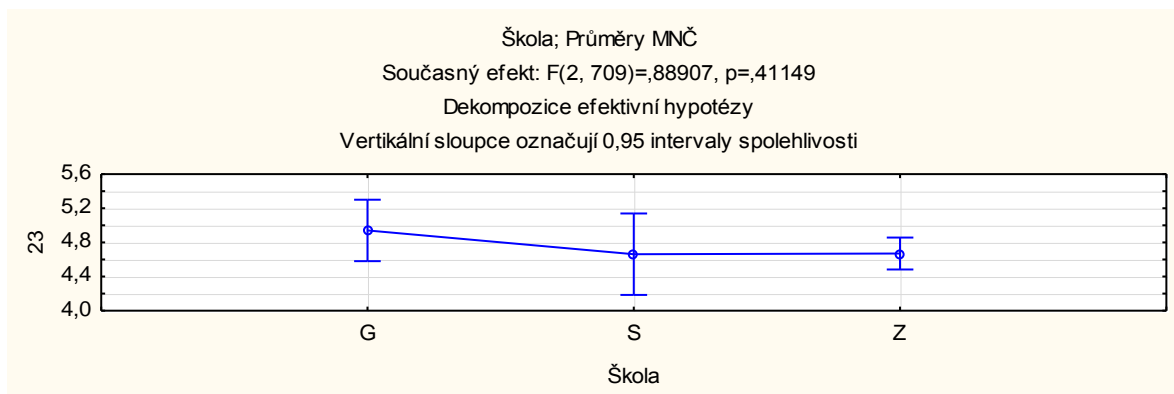 Škola; Průměry MNČ
Současný efekt: F(2, 709)=,88907, p=,41149
Dekompozice efektivní hypotézy
Vertikální sloupce označují 0,95 intervaly spolehlivosti
5,6
5,2
4,8
4,4
4,0
23
G S Z
Škola